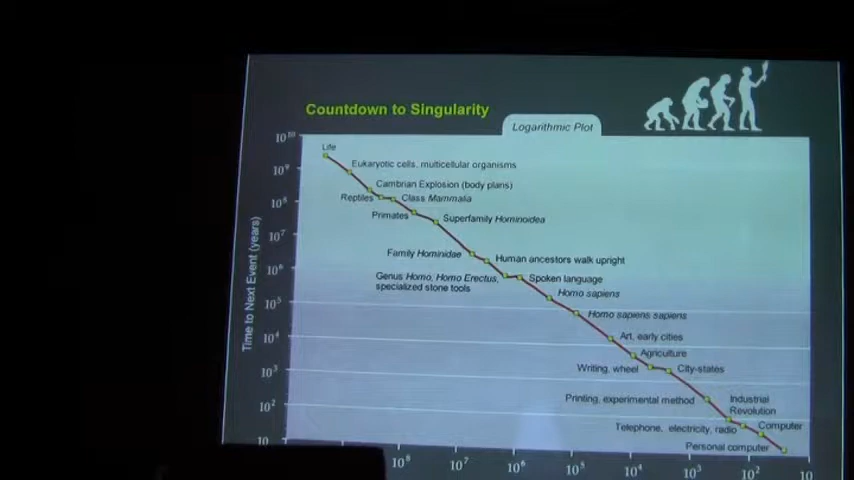 Countdown to Singularity
Logarithmic Plot
10¹⁰
Life
10⁹
Eukaryotic cells, multicellular organisms
Cambrian Explosion (body plans)
10⁸
Reptiles
Class Mammalia
Primates
Superfamily Hominoidea
10⁷
Family Hominidae
Human ancestors walk upright
10⁶
Genus Homo, Homo Erectus,
specialized stone tools
Spoken language
Homo sapiens
10⁵
Homo sapiens sapiens
10⁴
Art, early cities
Agriculture
10³
Writing, wheel
City-states
10²
Printing, experimental method
Industrial
Revolution
Telephone, electricity, radio
Computer
10
Personal computer
Time to Next Event (years)
10⁸
10⁷
10⁶
10⁵
10⁴
10³
10²
10